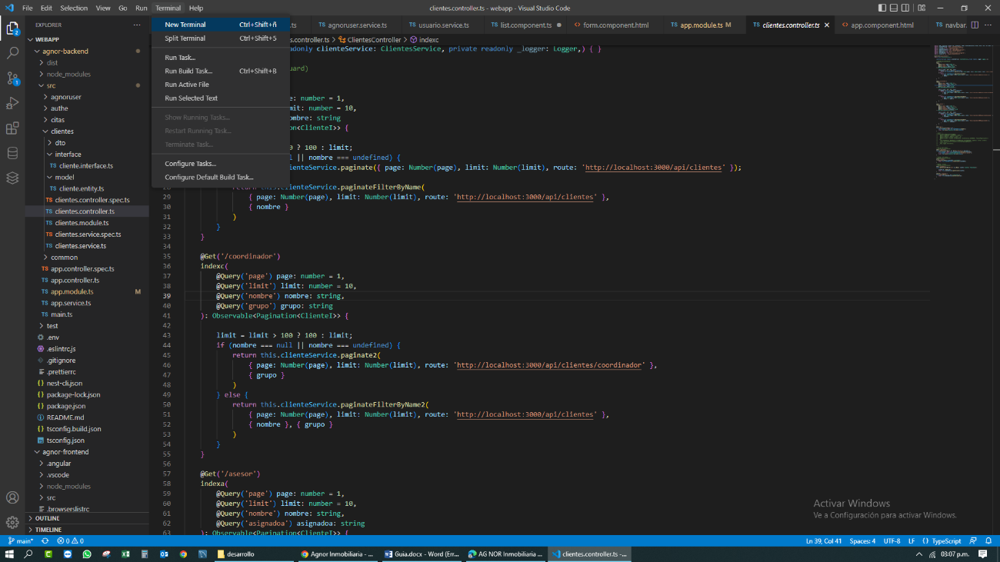 File Edit Selection View Go Run Terminal Help
clientes.controller.ts - webapp - Visual Studio Code
New Terminal Ctrl+Shift+ñ
Split Terminal Ctrl+Shift+5
Run Task...
Run Build Task... Ctrl+Shift+B
Run Active File
Run Selected Text
Show Running Tasks...
Restart Running Task...
Terminate Task...
Configure Tasks...
Configure Default Build Task...
EXPLORER
WEBAPP
agnor-backend
dist
node_modules
src
agnoruser
authe
citas
clientes
dto
interface
TS cliente.interface.ts
model
TS cliente.entity.ts
TS clientes.controller.spec.ts
TS clientes.controller.ts
TS clientes.module.ts
TS clientes.service.spec.ts
TS clientes.service.ts
common
TS app.controller.spec.ts
TS app.controller.ts
TS app.module.ts M
TS app.service.ts
TS main.ts
test
.env
.eslintrc.js
.gitignore
.prettierrc
nest-cli.json
package-lock.json
package.json
README.md
tsconfig.build.json
tsconfig.json
agnor-frontend
.angular
.vscode
node_modules
src
.browserslistrc
OUTLINE
TIMELINE
.ts
TS agnoruser.service.ts
TS usuario.service.ts
TS list.component.ts
<> form.component.html
TS app.module.ts M
TS clientes.controller.ts
<> app.component.html
TS navbar.
s.controller.ts > ClientesController > indexc
adonly clienteService: ClientesService, private readonly _logger: Logger,) { }
uard)
e: number = 1,
mit: number = 10,
nombre: string
ion<ClienteI>> {
0 ? 100 : limit;
l || nombre === undefined) {
ienteService.paginate({ page: Number(page), limit: Number(limit), route: 'http://localhost:3000/api/clientes' });
28 return this.clienteService.paginateFilterByName(
29 { page: Number(page), limit: Number(limit), route: 'http://localhost:3000/api/clientes' },
30 { nombre }
31 )
32 }
33 }
34
35 @Get('/coordinador')
36 indexc(
37 @Query('page') page: number = 1,
38 @Query('limit') limit: number = 10,
39 @Query('nombre') nombre: string,
40 @Query('grupo') grupo: string
41 ): Observable<Pagination<ClienteI>> {
42
43 limit = limit > 100 ? 100 : limit;
44 if (nombre === null || nombre === undefined) {
45 return this.clienteService.paginate2(
46 { page: Number(page), limit: Number(limit), route: 'http://localhost:3000/api/clientes/coordinador' },
47 { grupo }
48 )
49 } else {
50 return this.clienteService.paginateFilterByName2(
51 { page: Number(page), limit: Number(limit), route: 'http://localhost:3000/api/clientes' },
52 { nombre }, { grupo }
53 )
54 }
55 }
56
57 @Get('/asesor')
58 indexa(
59 @Query('page') page: number = 1,
60 @Query('limit') limit: number = 10,
61 @Query('nombre') nombre: string,
62 @Query('asignadoa') asignadoa: string
63 ): Observable<Pagination<ClienteI>> {
Activar Windows
Ve a Configuración para activar Windows.
main* 0 0
Ln 39, Col 41 Spaces: 4 UTF-8 LF {} TypeScript
desarrollo
Agnor Inmobiliaria - ...
Guia.docx - Word (Err...
AG NOR Inmobiliaria ...
clientes.controller.ts -...
03:07 p.m.